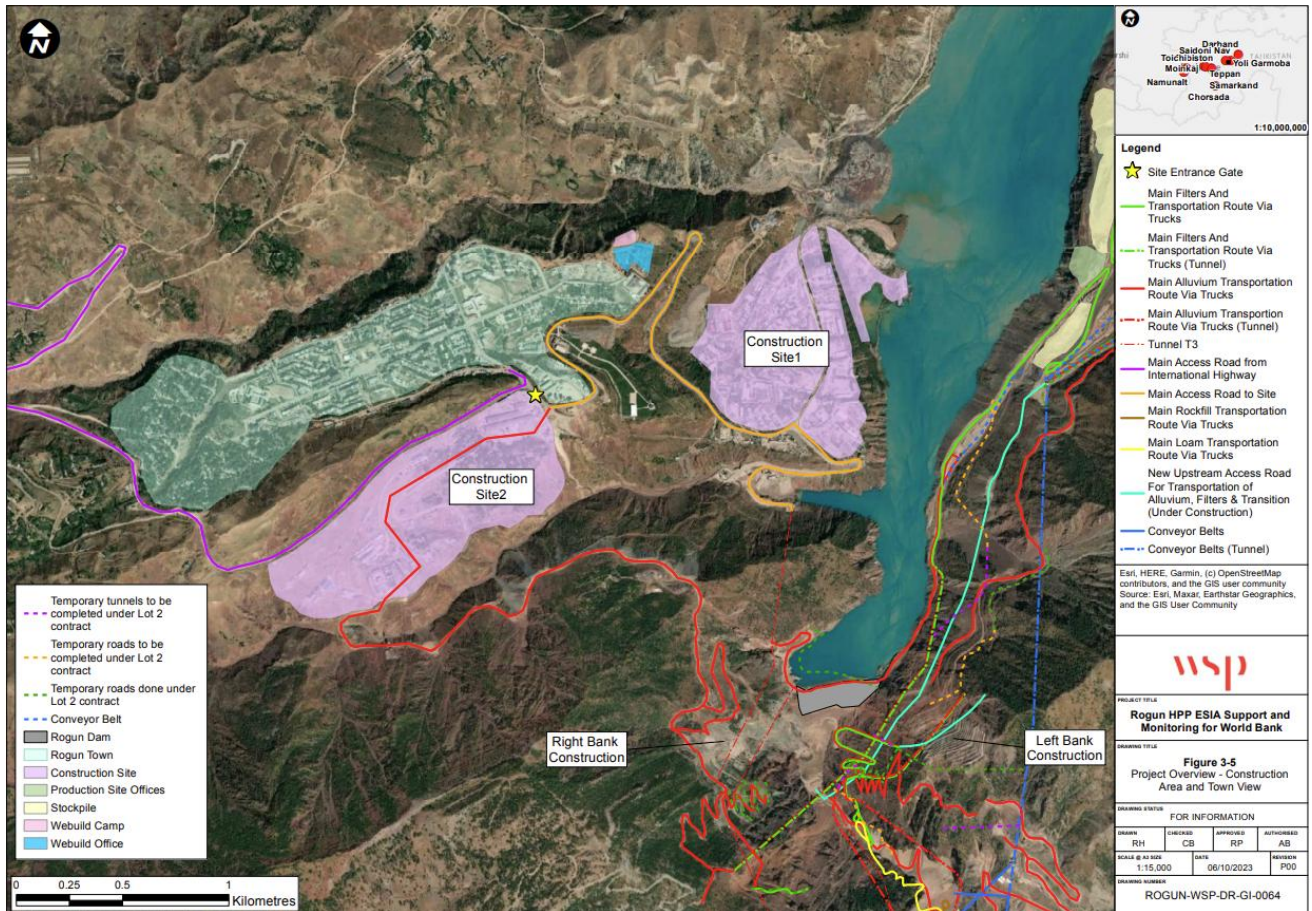 N
Construction
Site1
Construction
Site2
Right Bank
Construction
Left Bank
Construction
Temporary tunnels to be
completed under Lot 2
contract
Temporary roads to be
completed under Lot 2
contract
Temporary roads done under
Lot 2 contract
Conveyor Belt
Rogun Dam
Rogun Town
Construction Site
Production Site Offices
Stockpile
Webuild Camp
Webuild Office
0 0.25 0.5 1
Kilometres
N
Darband
Saidoni Nav
TAJIKISTAN
Toichibiston
Yoli Garmoba
Moinkaj
Teppan
Namunalt
Samarkand
Chorsada
1:10,000,000
Legend
Site Entrance Gate
Main Filters And
Transportation Route Via
Trucks
Main Filters And
Transportation Route Via
Trucks (Tunnel)
Main Alluvium Transportation
Route Via Trucks
Main Alluvium Transportion
Route Via Trucks (Tunnel)
Tunnel T3
Main Access Road from
International Highway
Main Access Road to Site
Main Rockfill Transportation
Route Via Trucks
Main Loam Transportation
Route Via Trucks
New Upstream Access Road
For Transportation of
Alluvium, Filters & Transition
(Under Construction)
Conveyor Belts
Conveyor Belts (Tunnel)
Esri, HERE, Garmin, (c) OpenStreetMap
contributors, and the GIS user community
Source: Esri, Maxar, Earthstar Geographics,
and the GIS User Community
wsp
PROJECT TITLE
Rogun HPP ESIA Support and
Monitoring for World Bank
DRAWING TITLE
Figure 3-5
Project Overview - Construction
Area and Town View
DRAWING STATUS
FOR INFORMATION
DRAWN CHECKED APPROVED AUTHORISED
RH CB RP AB
SCALE @ A3 SIZE DATE REVISION
1:15,000 06/10/2023 P00
DRAWING NUMBER
ROGUN-WSP-DR-GI-0064